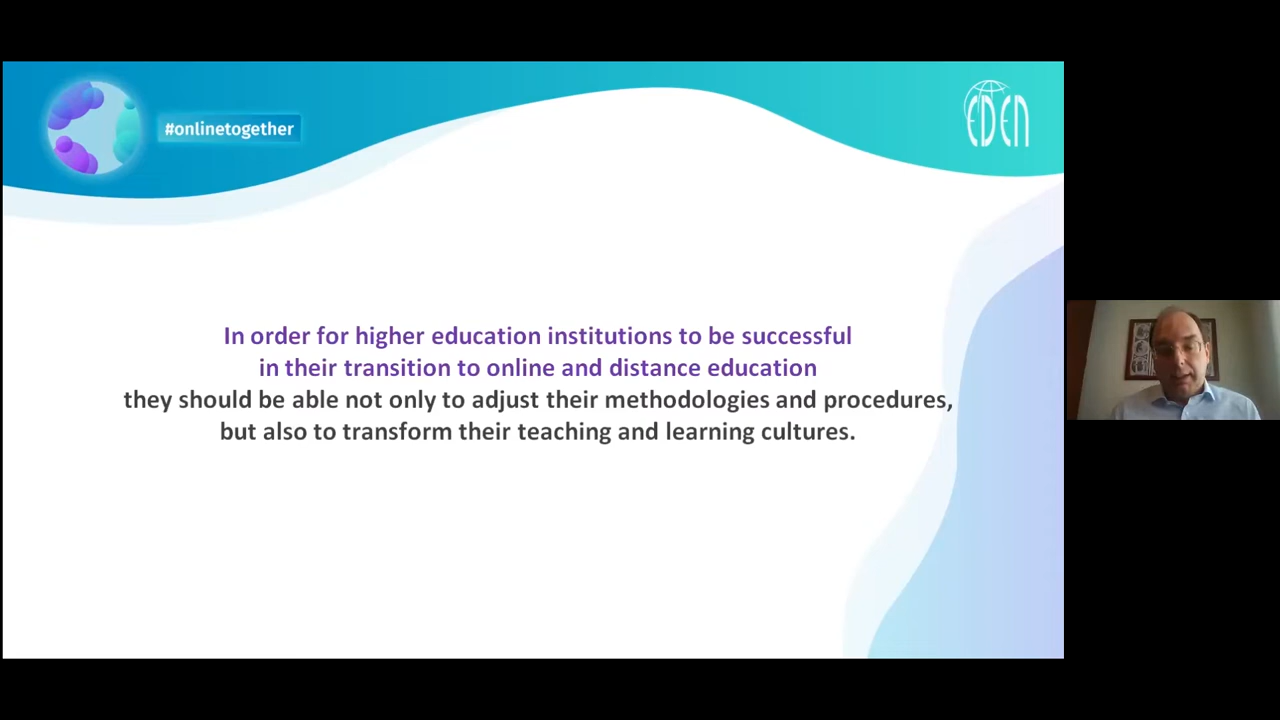 #onlinetogether
EDEN
In order for higher education institutions to be successful
in their transition to online and distance education
they should be able not only to adjust their methodologies and procedures,
but also to transform their teaching and learning cultures.